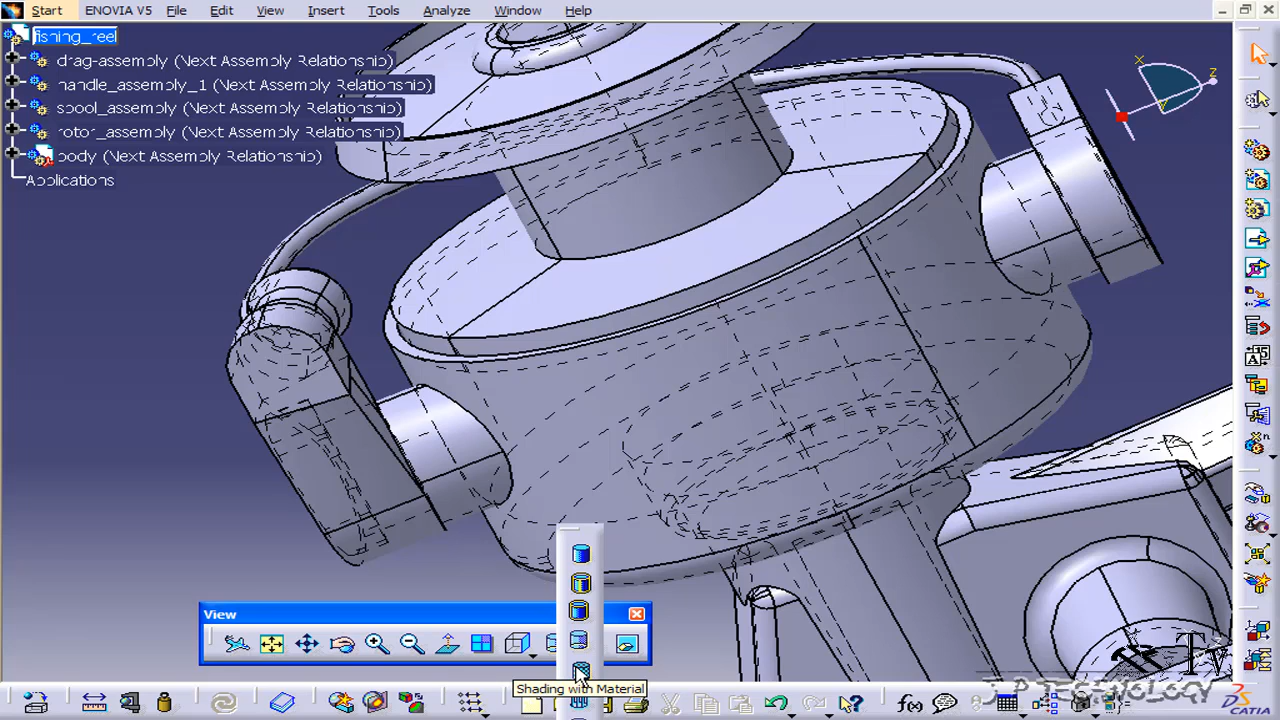 Start ENOVIA V5 File Edit View Insert Tools Analyze Window Help
fishing_reel
drag-assembly (Next Assembly Relationship)
handle_assembly_1 (Next Assembly Relationship)
spool_assembly (Next Assembly Relationship)
rotor_assembly (Next Assembly Relationship)
body (Next Assembly Relationship)
Applications
x
z
y
View
Shading with Material
Tv
J.P TECHNOLOGY
CATIA
f(x)